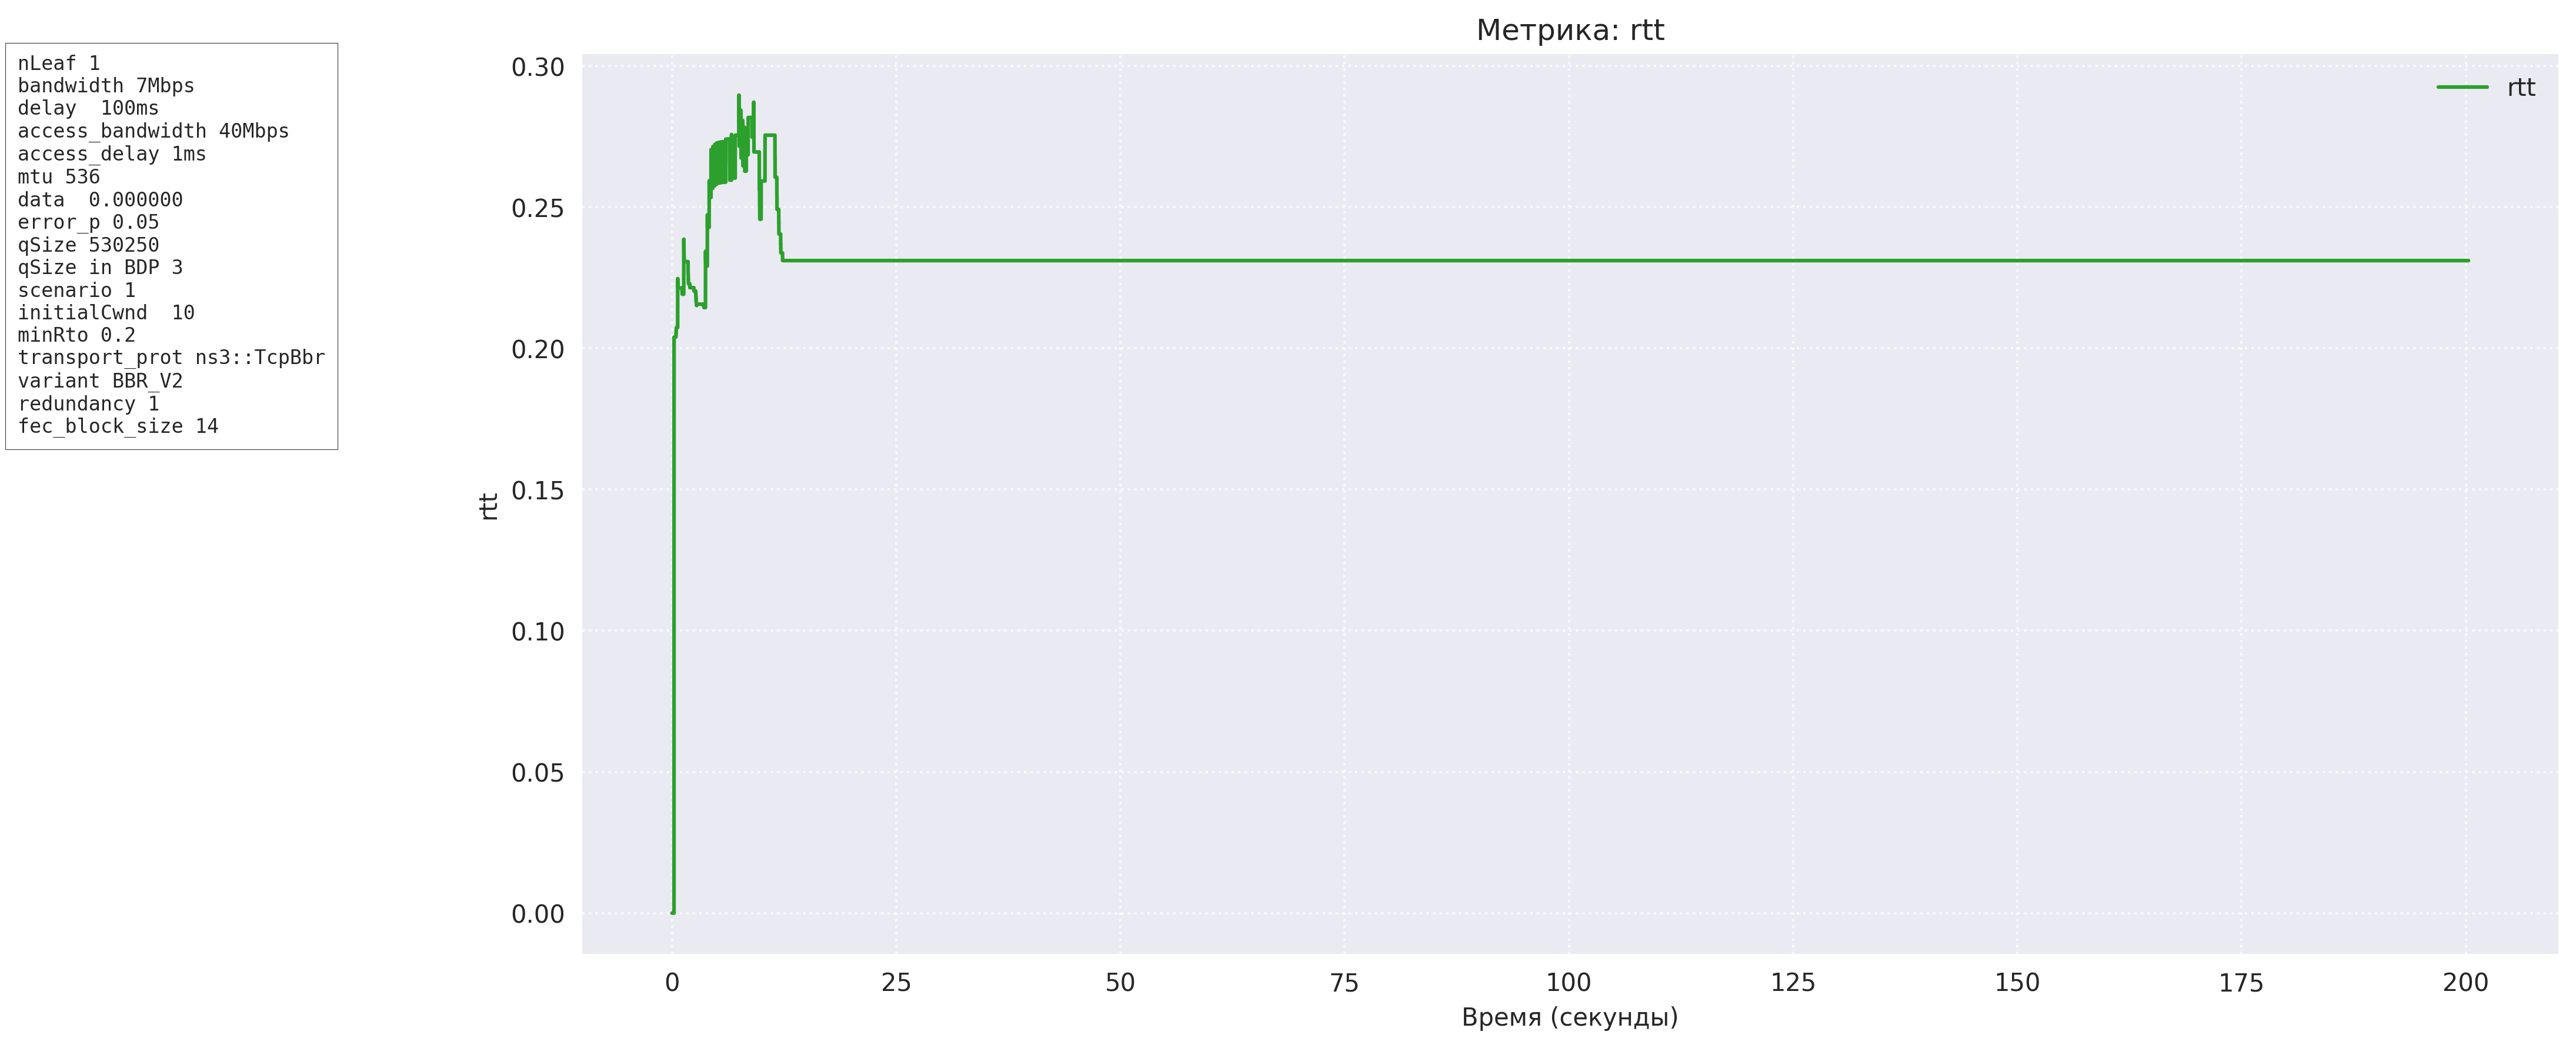 Метрика: rtt
nLeaf 1
bandwidth 7Mbps
delay  100ms
access_bandwidth 40Mbps
access_delay 1ms
mtu 536
data  0.000000
error_p 0.05
qSize 530250
qSize in BDP 3
scenario 1
initialCwnd  10
minRto 0.2
transport_prot ns3::TcpBbr
variant BBR_V2
redundancy 1
fec_block_size 14
rtt
0.30
0.25
0.20
0.15
0.10
0.05
0.00
rtt
0 25 50 75 100 125 150 175 200
Время (секунды)